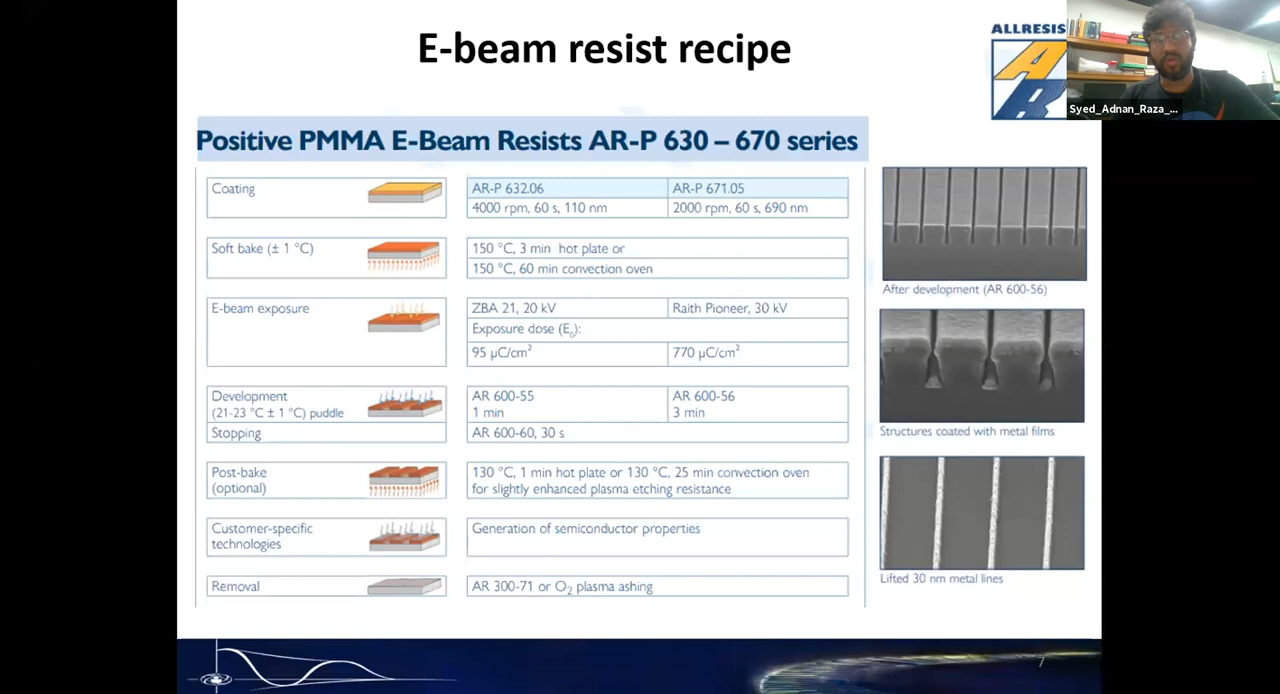 E-beam resist recipe
ALLRESIS
AR
Syed_Adnan_Raza_...
Positive PMMA E-Beam Resists AR-P 630 – 670 series
Coating
AR-P 632.06
AR-P 671.05
4000 rpm, 60 s, 110 nm
2000 rpm, 60 s, 690 nm
Soft bake (± 1 °C)
150 °C, 3 min hot plate or
150 °C, 60 min convection oven
E-beam exposure
ZBA 21, 20 kV
Raith Pioneer, 30 kV
Exposure dose (E₀):
95 µC/cm²
770 µC/cm²
Development
(21-23 °C ± 1 °C) puddle
AR 600-55
1 min
AR 600-56
3 min
Stopping
AR 600-60, 30 s
Post-bake
(optional)
130 °C, 1 min hot plate or 130 °C, 25 min convection oven
for slightly enhanced plasma etching resistance
Customer-specific
technologies
Generation of semiconductor properties
Removal
AR 300-71 or O₂ plasma ashing
After development (AR 600-56)
Structures coated with metal films
Lifted 30 nm metal lines
7